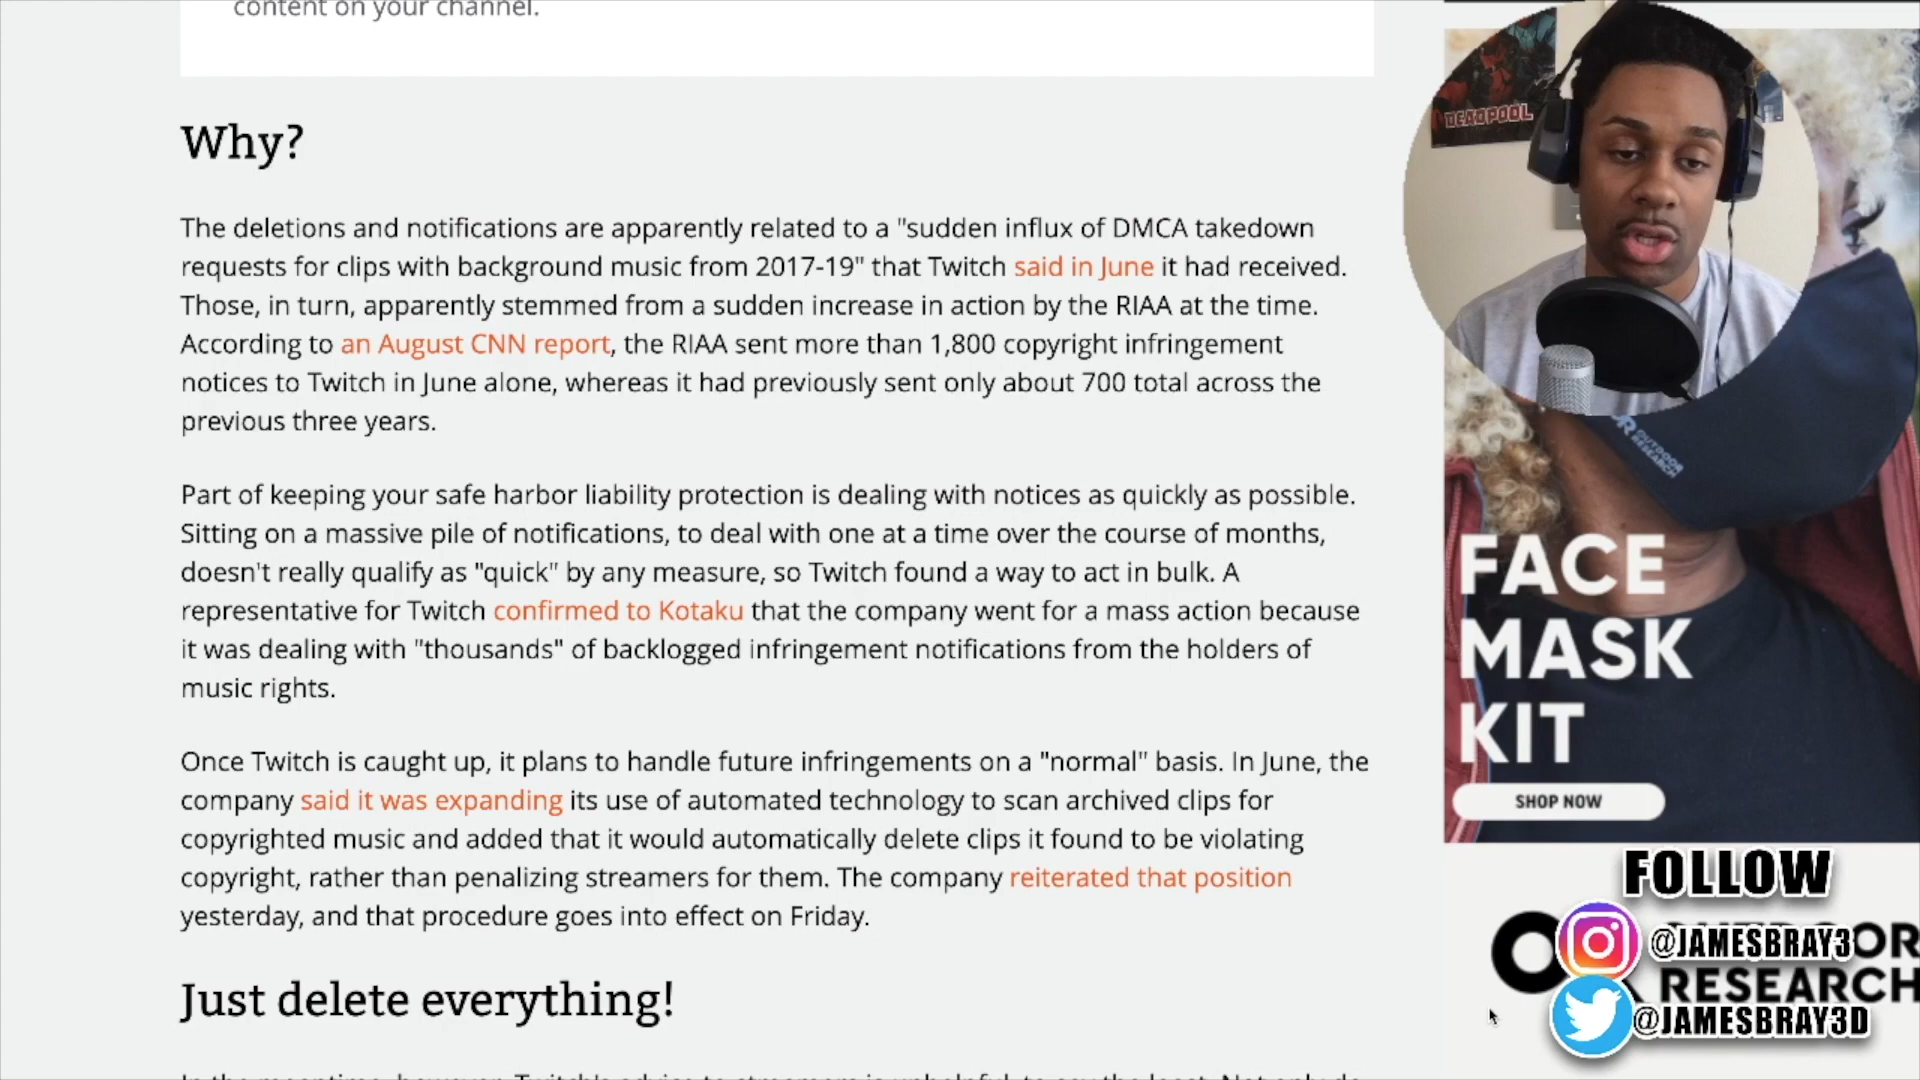 content on your channel.
Why?
The deletions and notifications are apparently related to a "sudden influx of DMCA takedown
requests for clips with background music from 2017-19" that Twitch said in June it had received.
Those, in turn, apparently stemmed from a sudden increase in action by the RIAA at the time.
According to an August CNN report, the RIAA sent more than 1,800 copyright infringement
notices to Twitch in June alone, whereas it had previously sent only about 700 total across the
previous three years.
Part of keeping your safe harbor liability protection is dealing with notices as quickly as possible.
Sitting on a massive pile of notifications, to deal with one at a time over the course of months,
doesn't really qualify as "quick" by any measure, so Twitch found a way to act in bulk. A
representative for Twitch confirmed to Kotaku that the company went for a mass action because
it was dealing with "thousands" of backlogged infringement notifications from the holders of
music rights.
Once Twitch is caught up, it plans to handle future infringements on a "normal" basis. In June, the
company said it was expanding its use of automated technology to scan archived clips for
copyrighted music and added that it would automatically delete clips it found to be violating
copyright, rather than penalizing streamers for them. The company reiterated that position
yesterday, and that procedure goes into effect on Friday.
Just delete everything!
DEADPOOL
OUTDOOR
RESEARCH
FACE
MASK
KIT
SHOP NOW
FOLLOW
@JAMESBRAY3
OR
RESEARCH
@JAMESBRAY3D